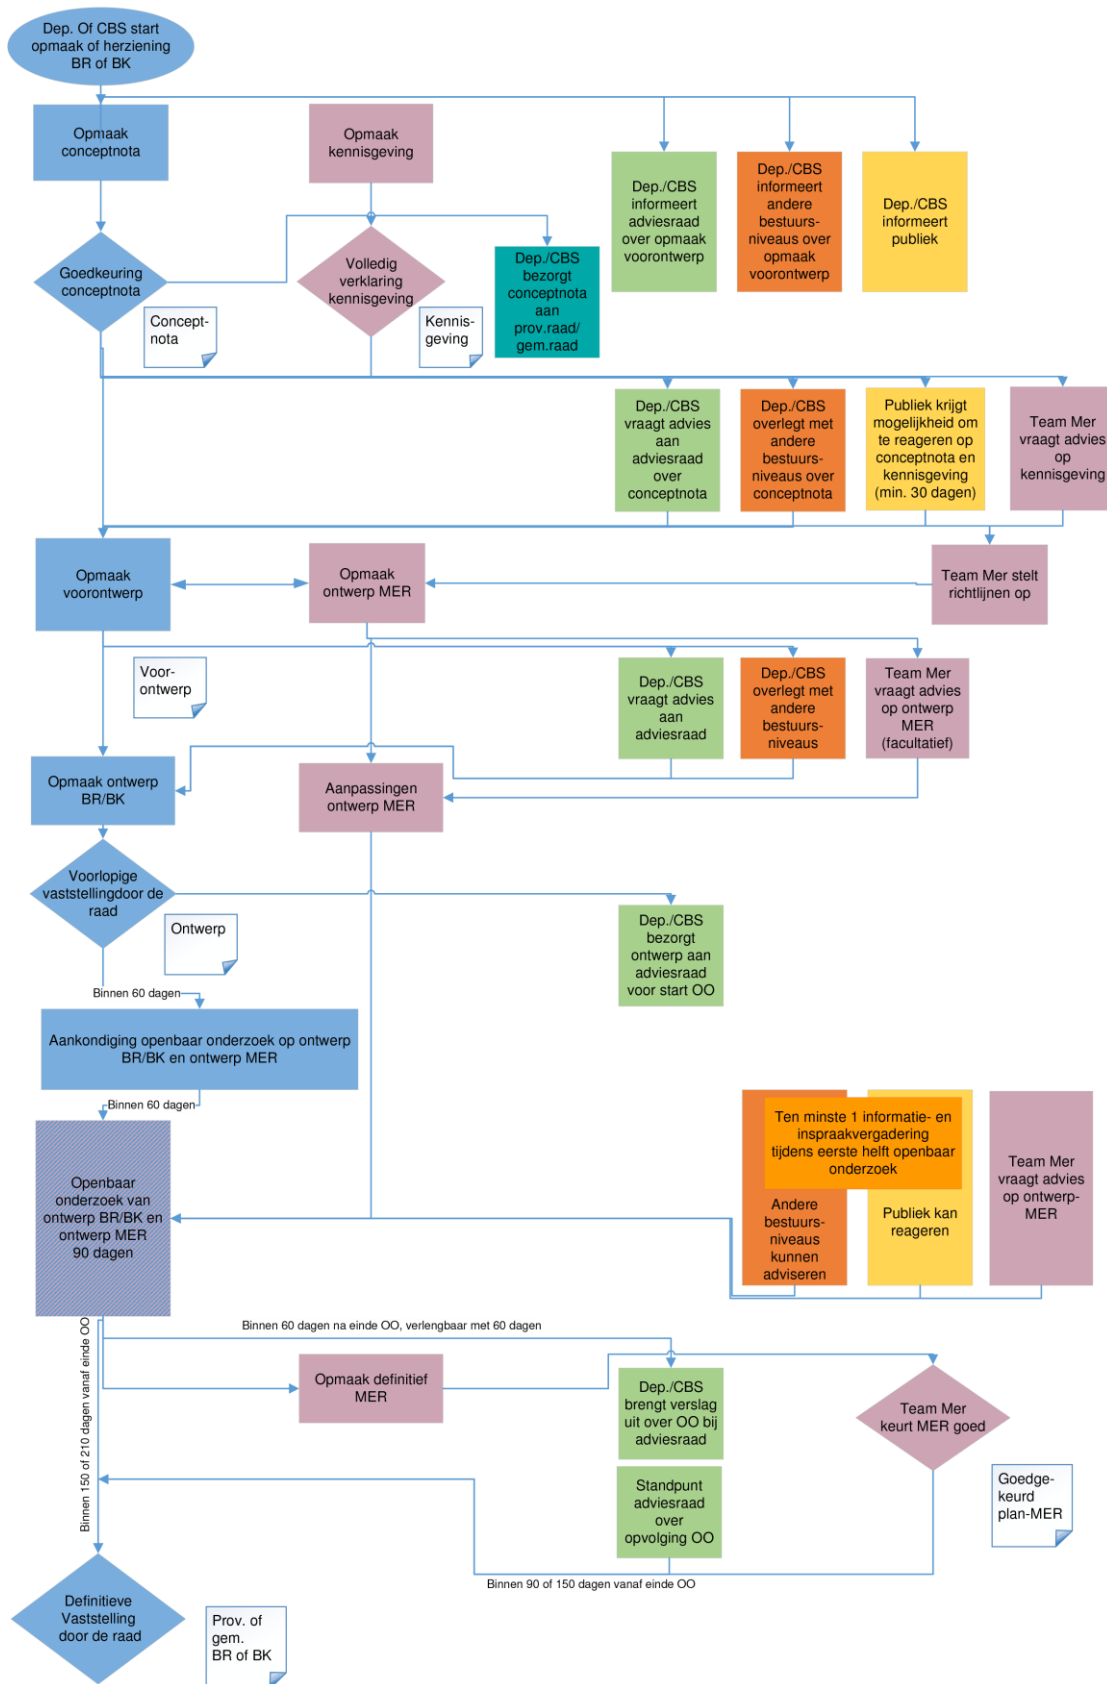 Dep. Of CBS start
opmaak of herziening
BR of BK
Opmaak
conceptnota
Opmaak
kennisgeving
Dep./CBS
informeert
adviesraad
over opmaak
voorontwerp
Dep./CBS
informeert
andere
bestuurs-
niveaus over
opmaak
voorontwerp
Dep./CBS
informeert
publiek
Goedkeuring
conceptnota
Volledig
verklaring
kennisgeving
Dep./CBS
bezorgt
conceptnota
aan
prov.raad/
gem.raad
Concept-
nota
Kennis-
geving
Dep./CBS
vraagt advies
aan
adviesraad
over
conceptnota
Dep./CBS
overlegt met
andere
bestuurs-
niveaus over
conceptnota
Publiek krijgt
mogelijkheid om
te reageren op
conceptnota en
kennisgeving
(min. 30 dagen)
Team Mer
vraagt advies
op
kennisgeving
Opmaak
voorontwerp
Opmaak
ontwerp MER
Team Mer stelt
richtlijnen op
Voor-
ontwerp
Dep./CBS
vraagt advies
aan
adviesraad
Dep./CBS
overlegt met
andere
bestuurs-
niveaus
Team Mer
vraagt advies
op ontwerp
MER
(facultatief)
Opmaak ontwerp
BR/BK
Aanpassingen
ontwerp MER
Voorlopige
vaststellingdoor de
raad
Ontwerp
Dep./CBS
bezorgt
ontwerp aan
adviesraad
voor start OO
Binnen 60 dagen
Aankondiging openbaar onderzoek op ontwerp
BR/BK en ontwerp MER
Binnen 60 dagen
Openbaar
onderzoek van
ontwerp BR/BK en
ontwerp MER
90 dagen
Ten minste 1 informatie- en
inspraakvergadering
tijdens eerste helft openbaar
onderzoek
Andere
bestuurs-
niveaus
kunnen
adviseren
Publiek kan
reageren
Team Mer
vraagt advies
op ontwerp-
MER
Binnen 60 dagen na einde OO, verlengbaar met 60 dagen
Binnen 150 of 210 dagen vanaf einde OO
Opmaak definitief
MER
Dep./CBS
brengt verslag
uit over OO bij
adviesraad
Team Mer
keurt MER goed
Standpunt
adviesraad
over
opvolging OO
Goedge-
keurd
plan-MER
Binnen 90 of 150 dagen vanaf einde OO
Definitieve
Vaststelling
door de raad
Prov. of
gem.
BR of BK